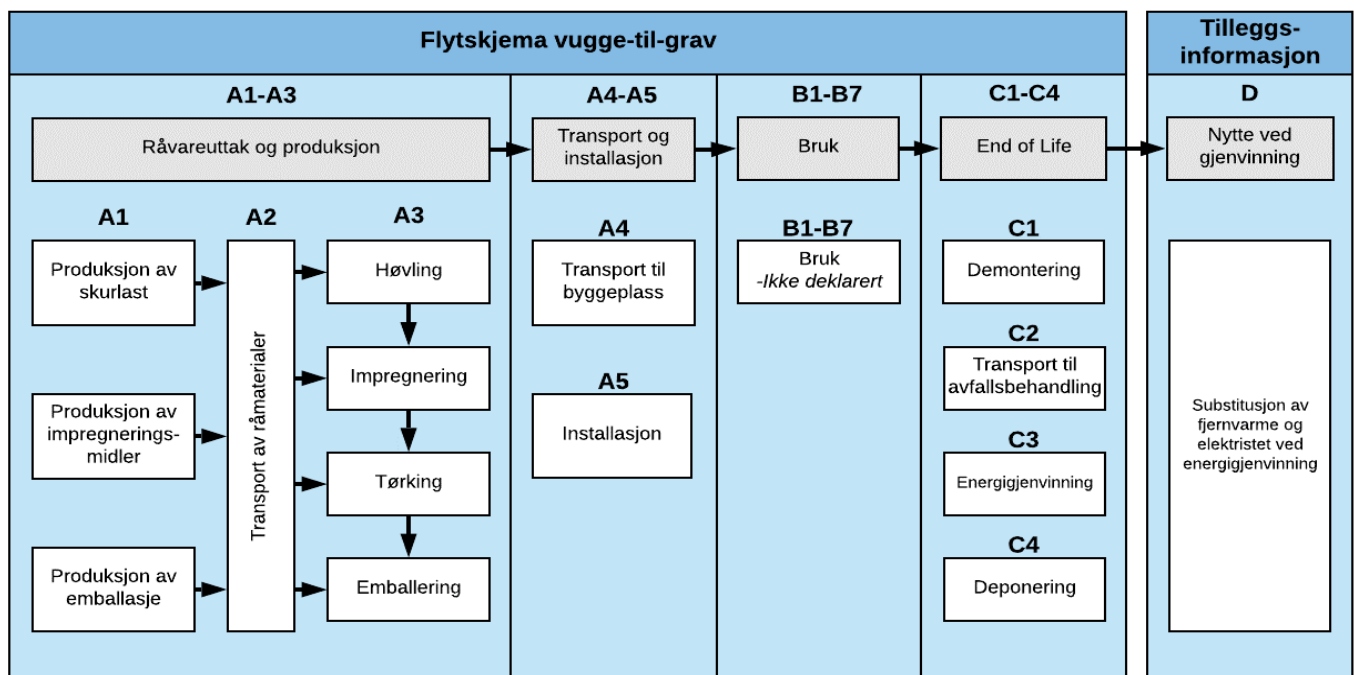 Flytskjema vugge-til-grav
Tilleggs-
informasjon
A1-A3
A4-A5
B1-B7
C1-C4
D
Råvareuttak og produksjon
Transport og
installasjon
Bruk
End of Life
Nytte ved
gjenvinning
A1
Produksjon av
skurlast
Produksjon av
impregnerings-
midler
Produksjon av
emballasje
A2
Transport av råmaterialer
A3
Høvling
Impregnering
Tørking
Emballering
A4
Transport til
byggeplass
A5
Installasjon
B1-B7
Bruk
-Ikke deklarert
C1
Demontering
C2
Transport til
avfallsbehandling
C3
Energigjenvinning
C4
Deponering
Substitusjon av
fjernvarme og
elektristet ved
energigjenvinning